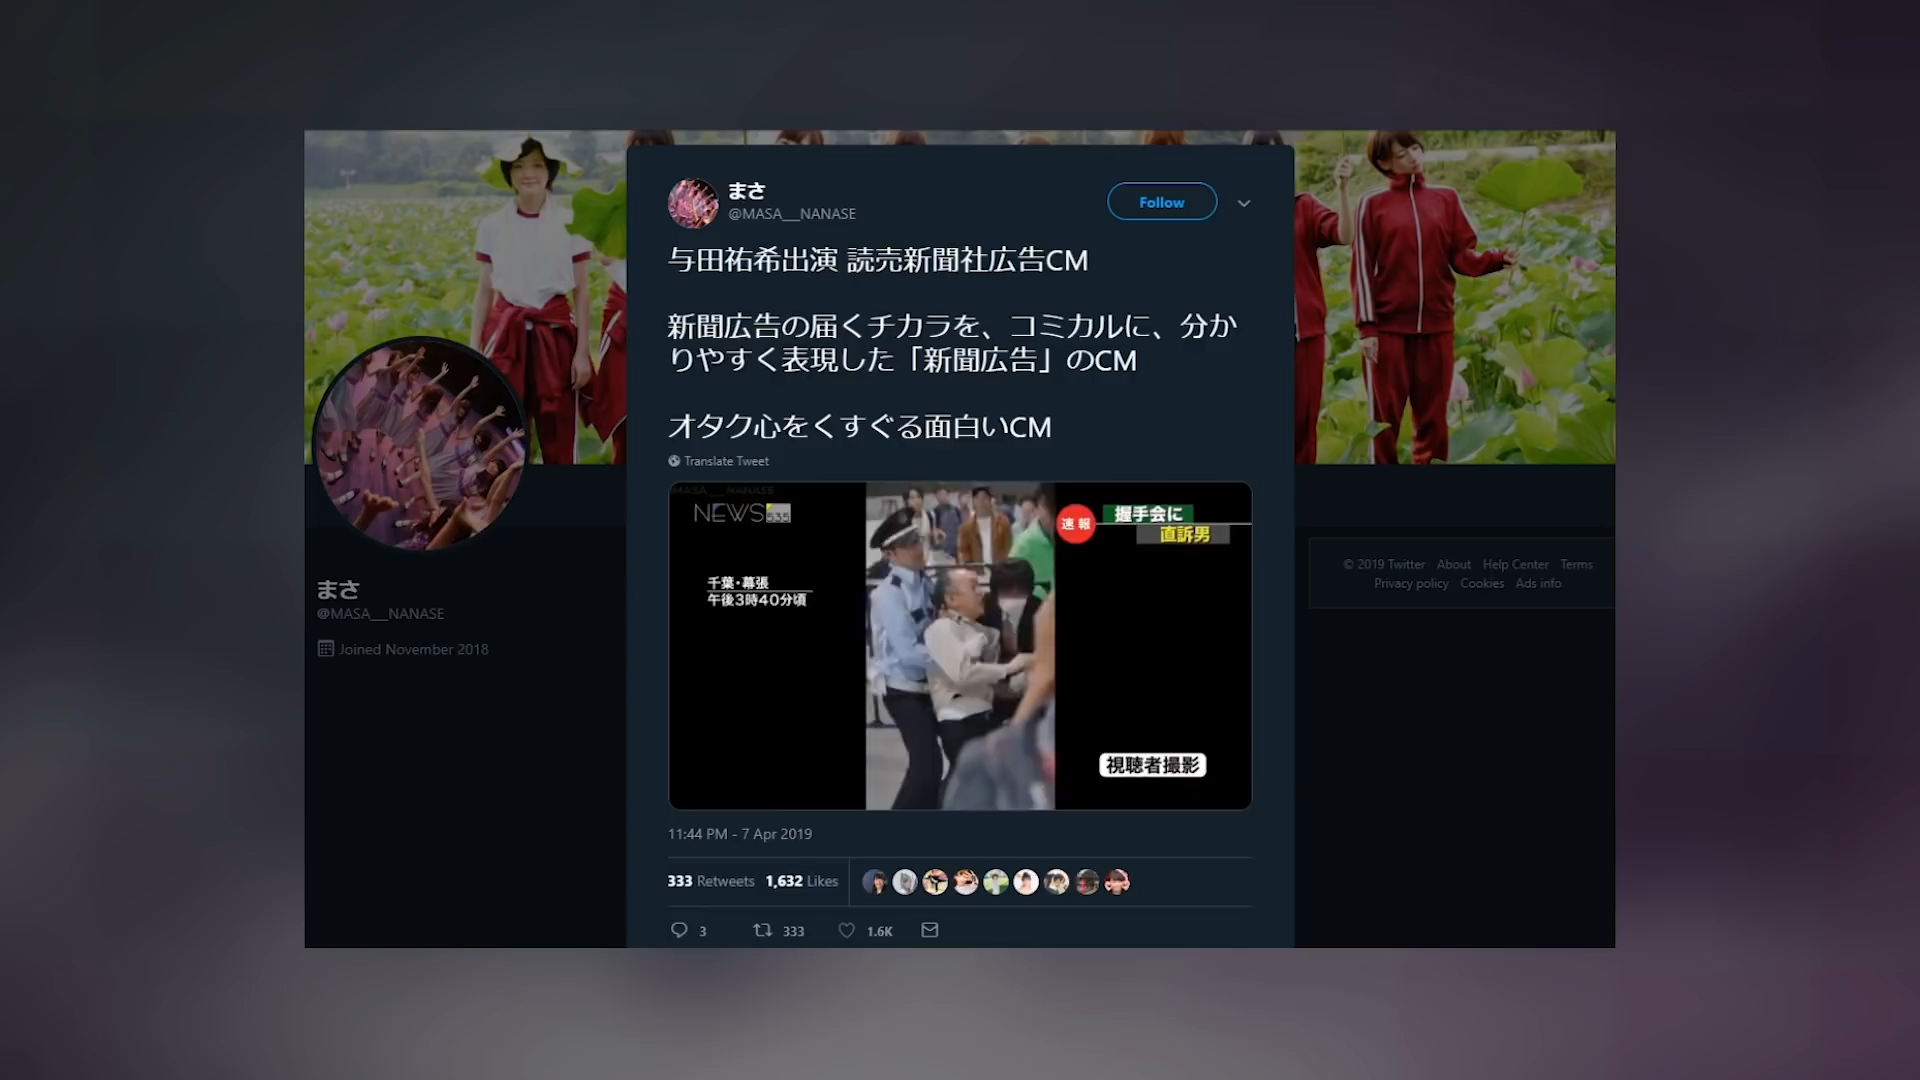 まさ
@MASA__NANASE
Follow
与田祐希出演 読売新聞社広告CM
新聞広告の届くチカラを、コミカルに、分か
りやすく表現した「新聞広告」のCM
オタク心をくすぐる面白いCM
Translate Tweet
MASA__NANASE
NEWS535
速報
握手会に
直訴男
千葉・幕張
午後3時40分頃
視聴者撮影
11:44 PM - 7 Apr 2019
333 Retweets 1,632 Likes
3 333 1.6K
まさ
@MASA__NANASE
Joined November 2018
© 2019 Twitter About Help Center Terms
Privacy policy Cookies Ads info